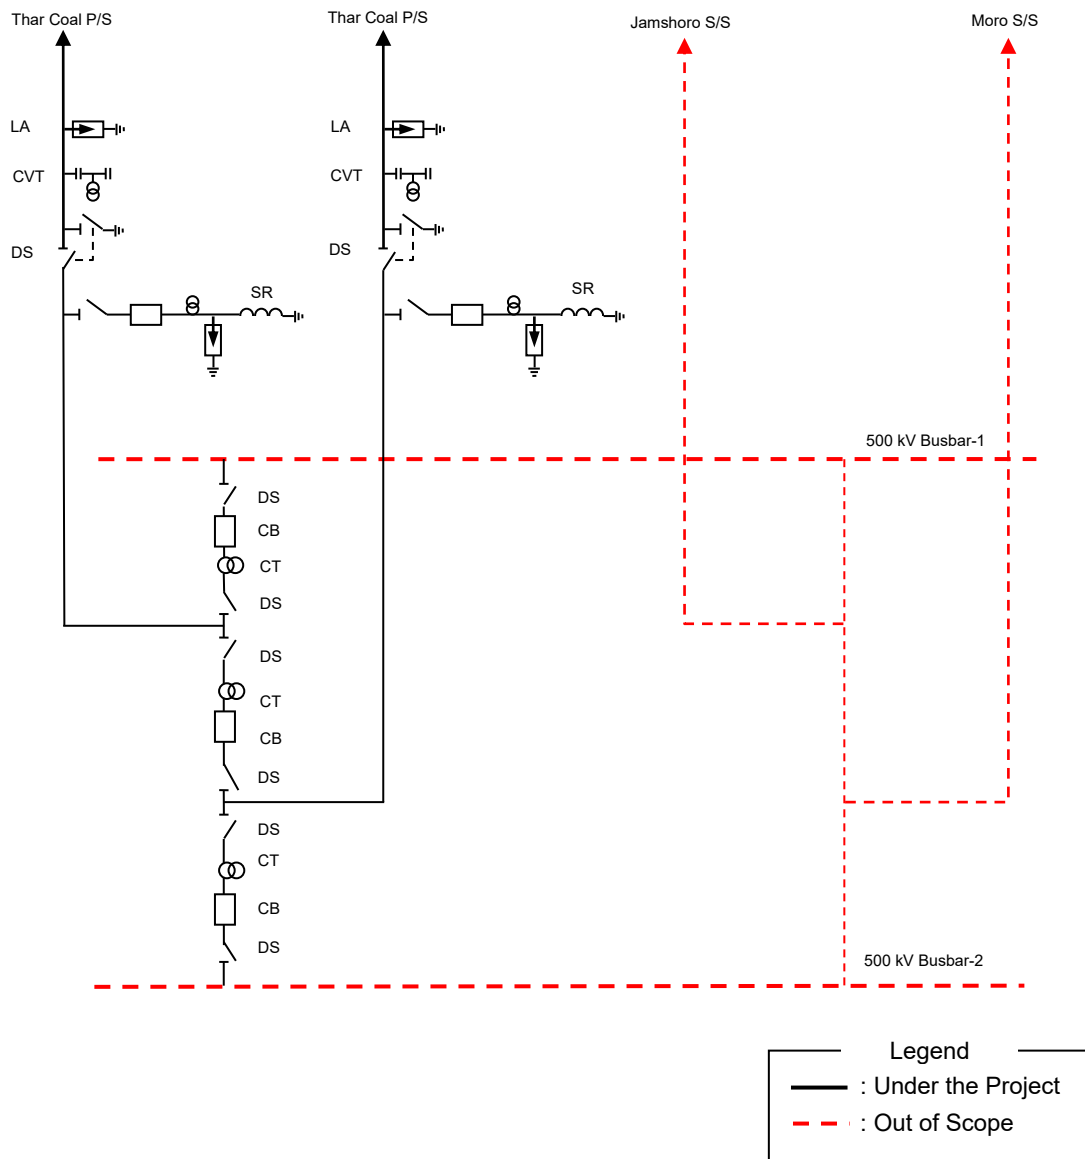 Thar Coal P/S
Thar Coal P/S
Jamshoro S/S
Moro S/S
LA
LA
CVT
CVT
DS
DS
SR
SR
500 kV Busbar-1
DS
CB
CT
DS
DS
CT
CB
DS
DS
CT
CB
DS
500 kV Busbar-2
Legend
: Under the Project
: Out of Scope